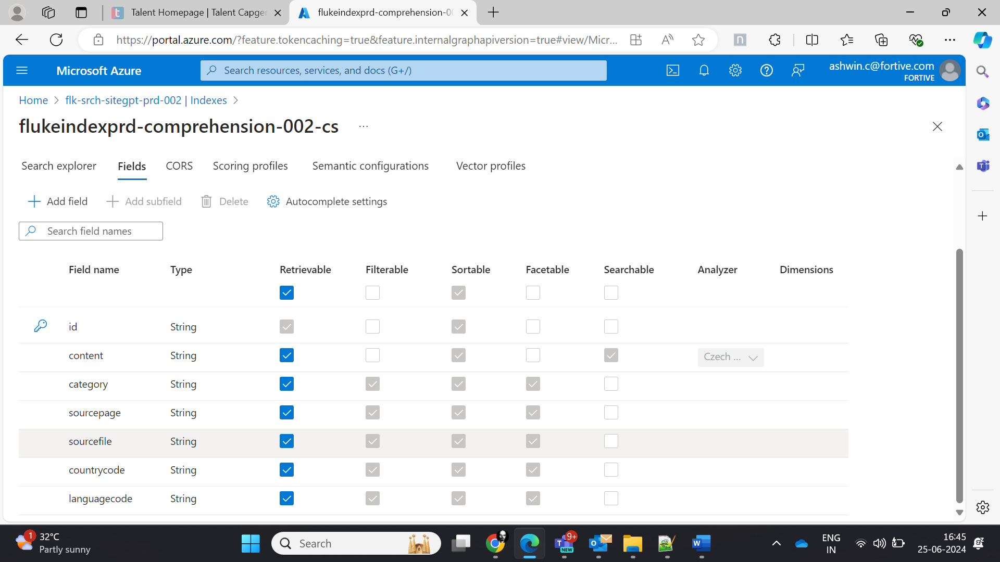 Talent Homepage | Talent Capger
flukeindexprd-comprehension-00
https://portal.azure.com/?feature.tokencaching=true&feature.internalgraphapiversion=true#view/Micr...
Microsoft Azure
Search resources, services, and docs (G+/)
ashwin.c@fortive.com
FORTIVE
Home > flk-srch-sitegpt-prd-002 | Indexes >
flukeindexprd-comprehension-002-cs ...
Search explorer Fields CORS Scoring profiles Semantic configurations Vector profiles
Add field Add subfield Delete Autocomplete settings
Search field names
Field name Type Retrievable Filterable Sortable Facetable Searchable Analyzer Dimensions
id String
content String Czech ...
category String
sourcepage String
sourcefile String
countrycode String
languagecode String
1
32°C
Partly sunny
Search
9+
NEW
ENG
IN
16:45
25-06-2024